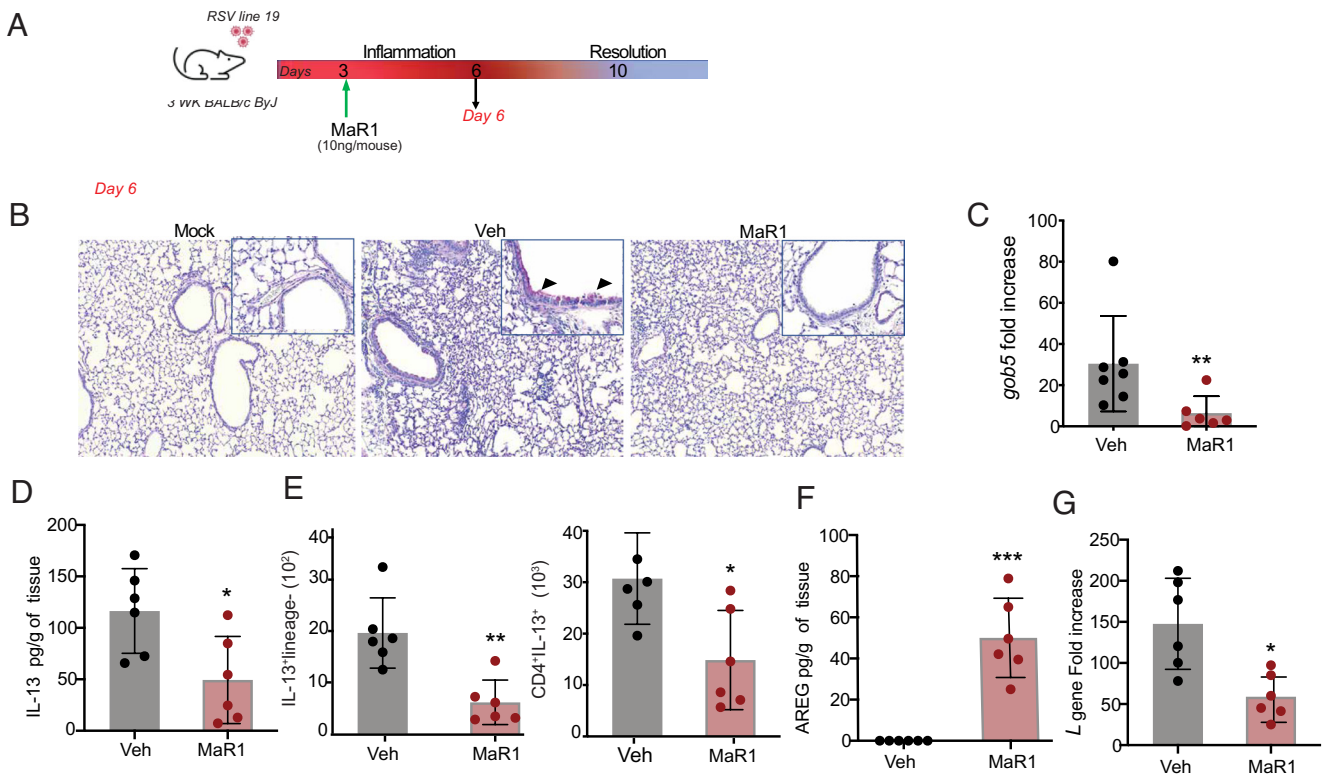 A
RSV line 19
Inflammation
Resolution
Days 3 6 10
3 WK BALB/c ByJ
MaR1
(10ng/mouse)
Day 6
Day 6
B
Mock
Veh
MaR1
C
gob5 fold increase
100
80
60
40
20
0
**
Veh
MaR1
D
IL-13 pg/g of tissue
200
150
100
50
0
*
Veh
MaR1
E
IL-13⁺lineage- (10²)
40
30
20
10
0
**
Veh
MaR1
CD4⁺IL-13⁺ (10³)
40
30
20
10
0
*
Veh
MaR1
F
AREG pg/g of tissue
100
80
60
40
20
0
***
Veh
MaR1
G
L gene Fold increase
250
200
150
100
50
0
*
Veh
MaR1